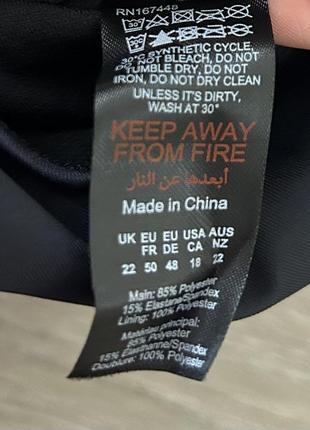 RN167448
30°C SYNTHETIC CYCLE,
DO NOT BLEACH, DO NOT
TUMBLE DRY, DO NOT
IRON, DO NOT DRY CLEAN
UNLESS IT'S DIRTY,
WASH AT 30°
KEEP AWAY
FROM FIRE
أبعدها عن النار
Made in China
UK EU EU USA AUS
FR DE CA NZ
22 50 48 18 22
Main: 85% Polyester
15% Elastane/Spandex
Lining: 100% Polyester
Matériau principal:
85% Polyester
15% Élasthanne/Spandex
Doublure: 100% Polyester